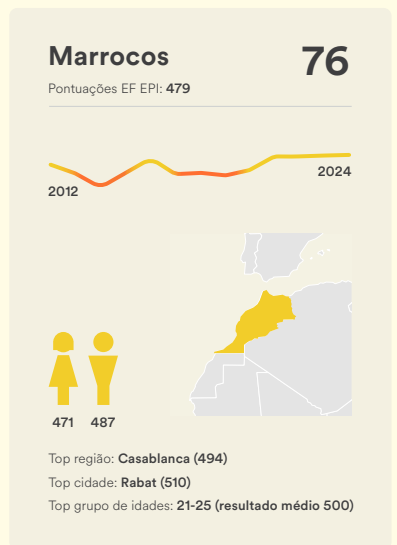 Marrocos
76
Pontuações EF EPI: 479
2024
2012
471 487
Top região: Casablanca (494)
Top cidade: Rabat (510)
Top grupo de idades: 21-25 (resultado médio 500)